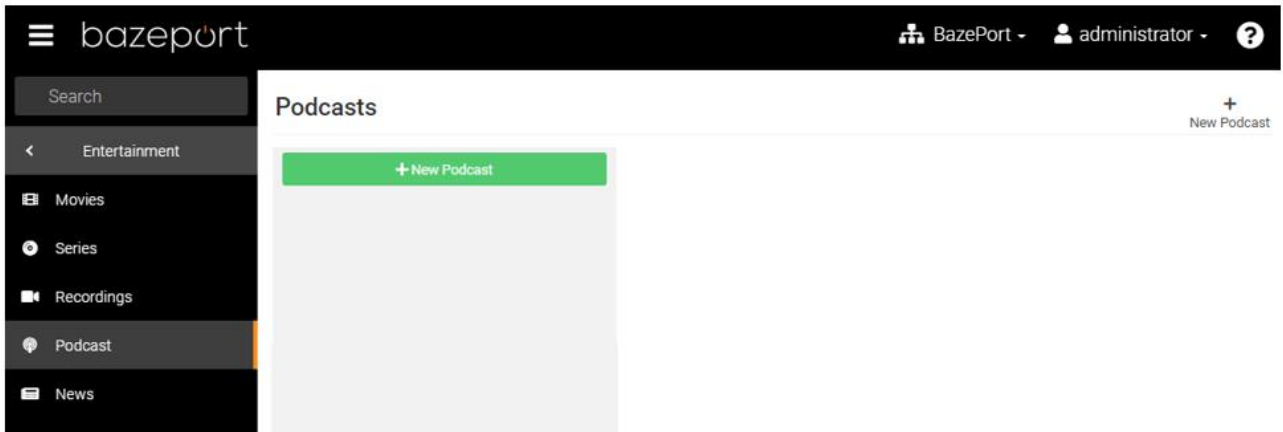 bazeport
BazePort
administrator
?
Search
Podcasts
+
New Podcast
Entertainment
+ New Podcast
Movies
Series
Recordings
Podcast
News